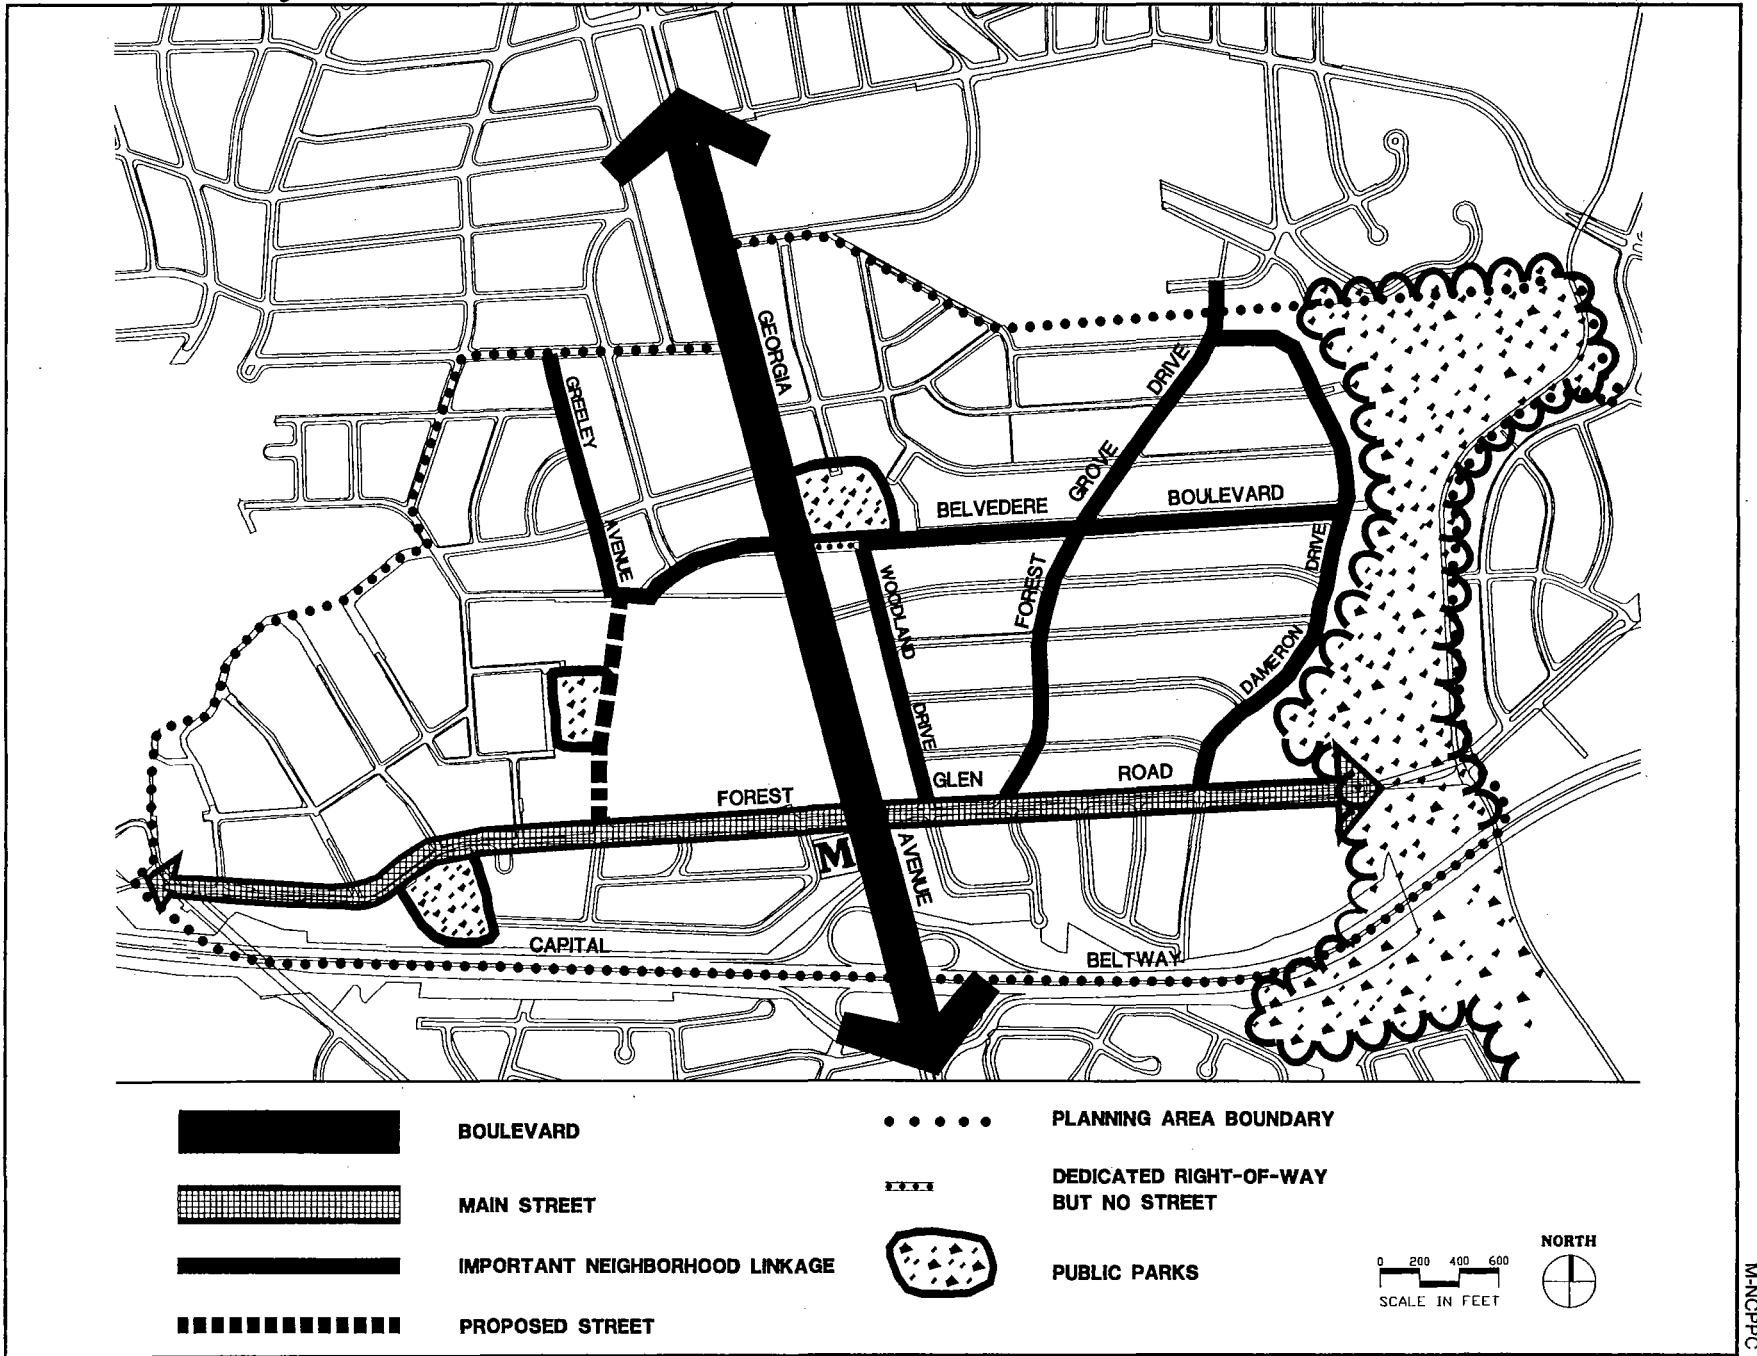 GEORGIA
GREELEY
DRIVE
GROVE
BELVEDERE
BOULEVARD
AVENUE
DRIVE
FOREST
WOODLAND
DAMERON
DRIVE
FOREST
GLEN
ROAD
M
AVENUE
CAPITAL
BELTWAY
BOULEVARD
MAIN STREET
IMPORTANT NEIGHBORHOOD LINKAGE
PROPOSED STREET
PLANNING AREA BOUNDARY
DEDICATED RIGHT-OF-WAY
BUT NO STREET
PUBLIC PARKS
0 200 400 600
SCALE IN FEET
NORTH
M-NCPPC